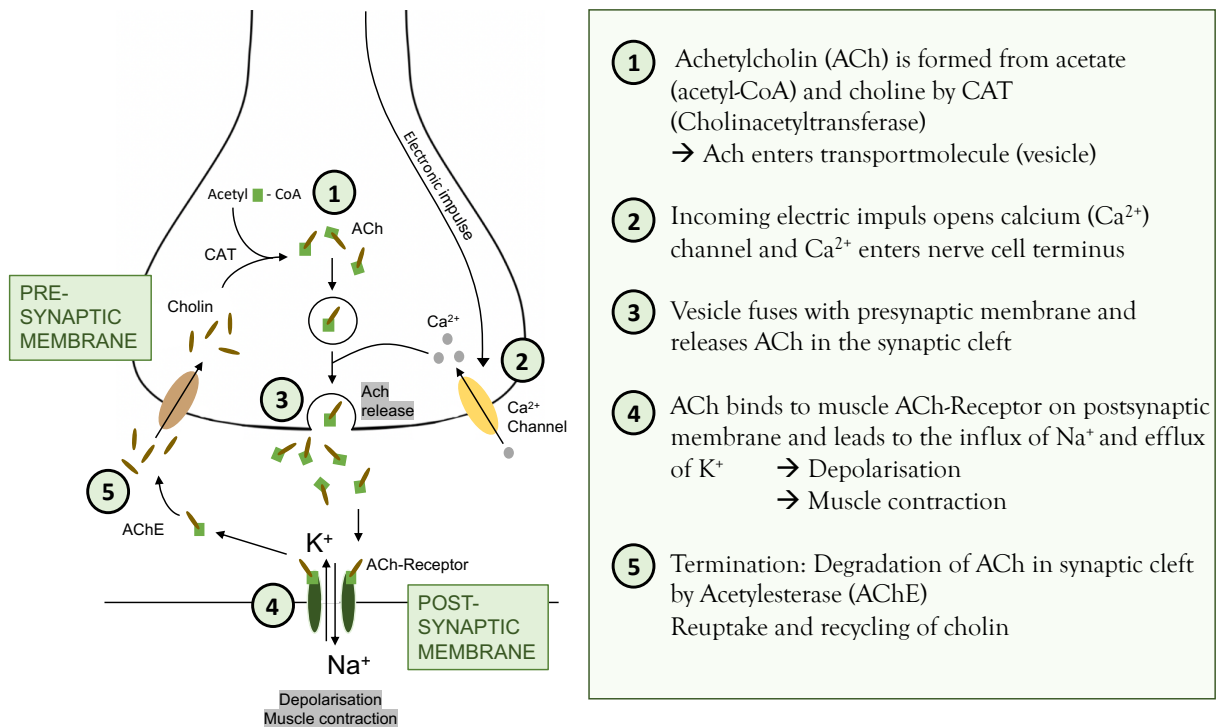 Electronic impulse
Acetyl - CoA
1
ACh
CAT
PRE-
SYNAPTIC
MEMBRANE
Cholin
Ca²⁺
2
3
Ach
release
Ca²⁺
Channel
5
AChE
K⁺
ACh-Receptor
4
POST-
SYNAPTIC
MEMBRANE
Na⁺
Depolarisation
Muscle contraction
1 Achetylcholin (ACh) is formed from acetate
(acetyl-CoA) and choline by CAT
(Cholinacetyltransferase)
→ Ach enters transportmolecule (vesicle)
2 Incoming electric impuls opens calcium (Ca²⁺)
channel and Ca²⁺ enters nerve cell terminus
3 Vesicle fuses with presynaptic membrane and
releases ACh in the synaptic cleft
4 ACh binds to muscle ACh-Receptor on postsynaptic
membrane and leads to the influx of Na⁺ and efflux
of K⁺ → Depolarisation
→ Muscle contraction
5 Termination: Degradation of ACh in synaptic cleft
by Acetylesterase (AChE)
Reuptake and recycling of cholin